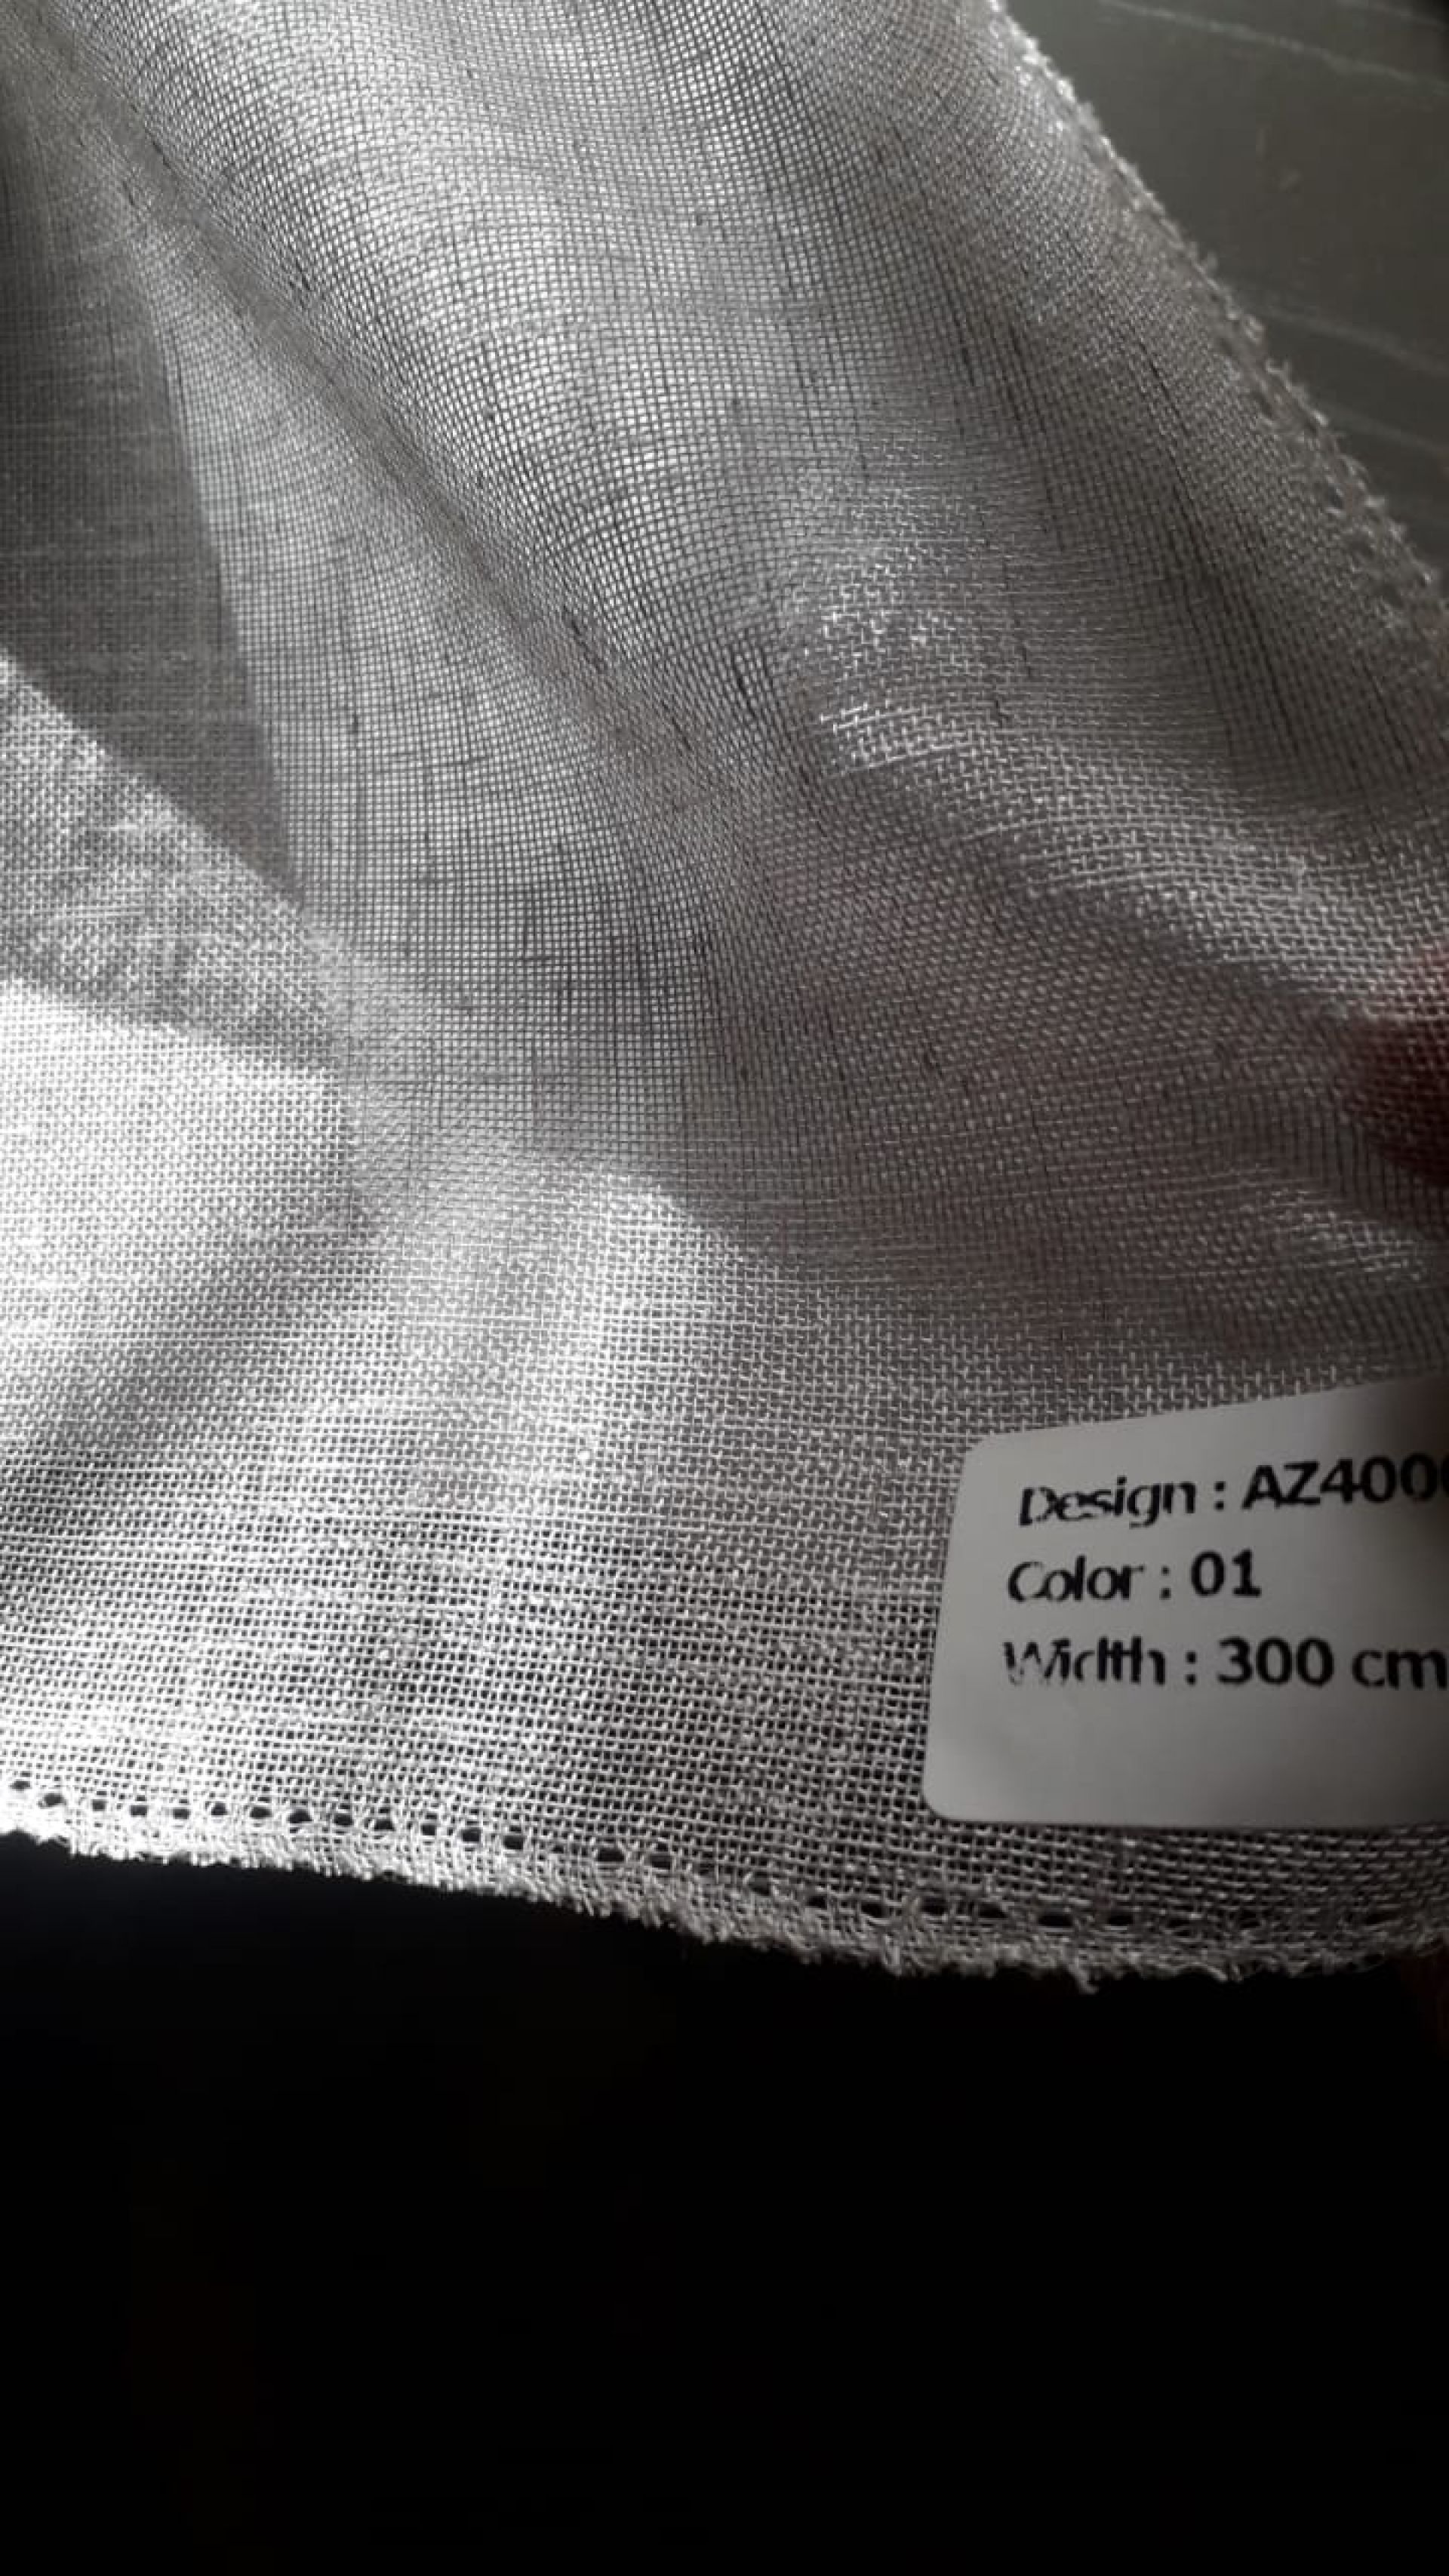 Design : AZ400
Color : 01
Width : 300 cm